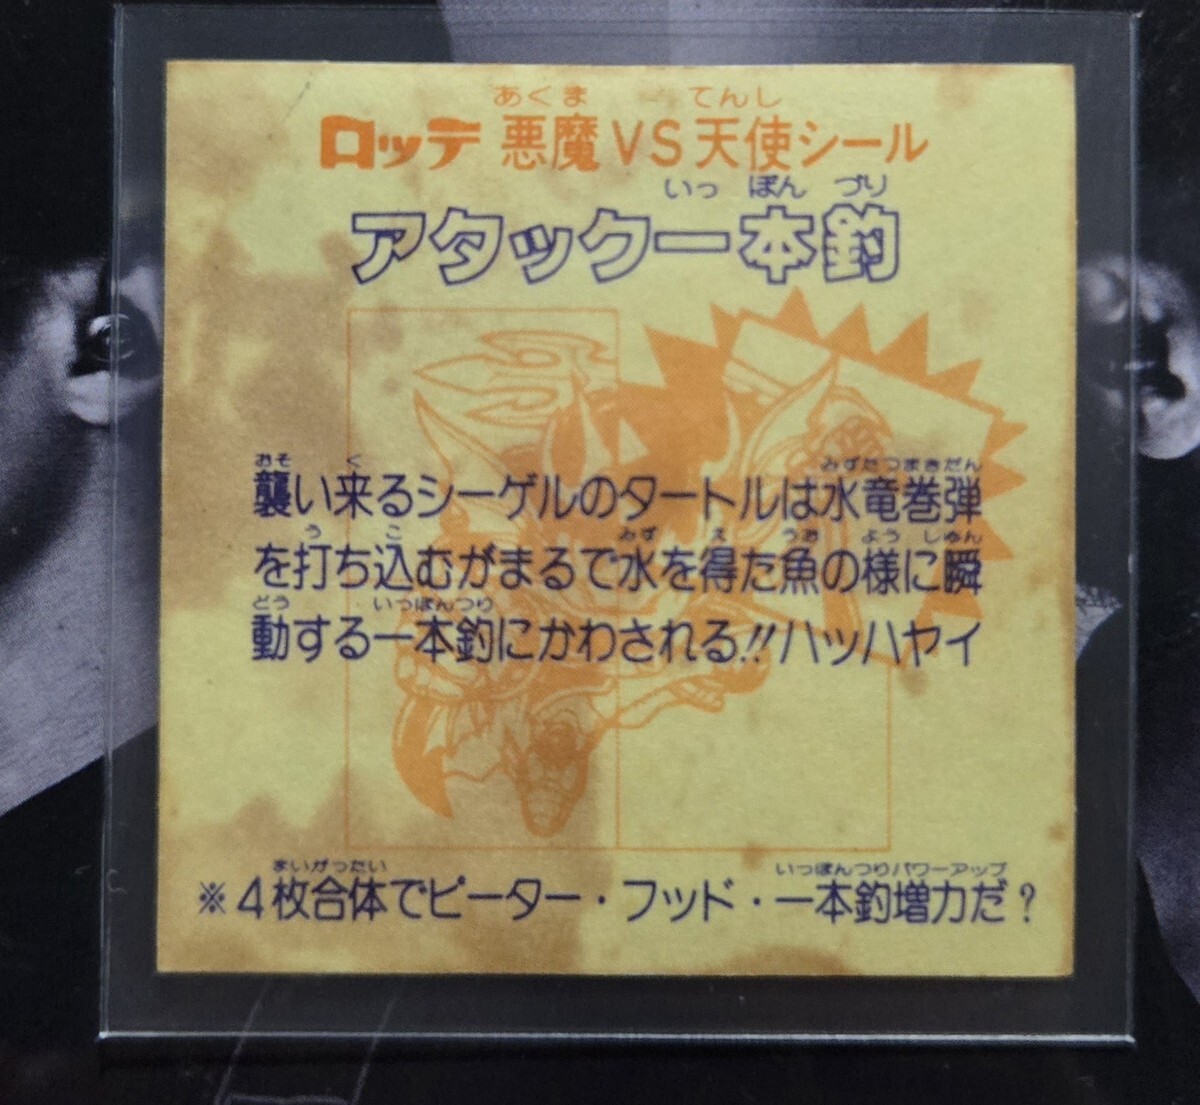 あくま てんし
ロッテ 悪魔VS天使シール
いっ ぽん づり
アタック一本釣
おそ く みずたつまきだん
襲い来るシーゲルのタートルは水竜巻弾
う こ みず え うお よう しゅん
を打ち込むがまるで水を得た魚の様に瞬
どう いっぽんつり
動する一本釣にかわされる!!ハッハヤイ
まいがったい いっぽんつりパワーアップ
※4枚合体でピーター・フッド・一本釣増力だ?